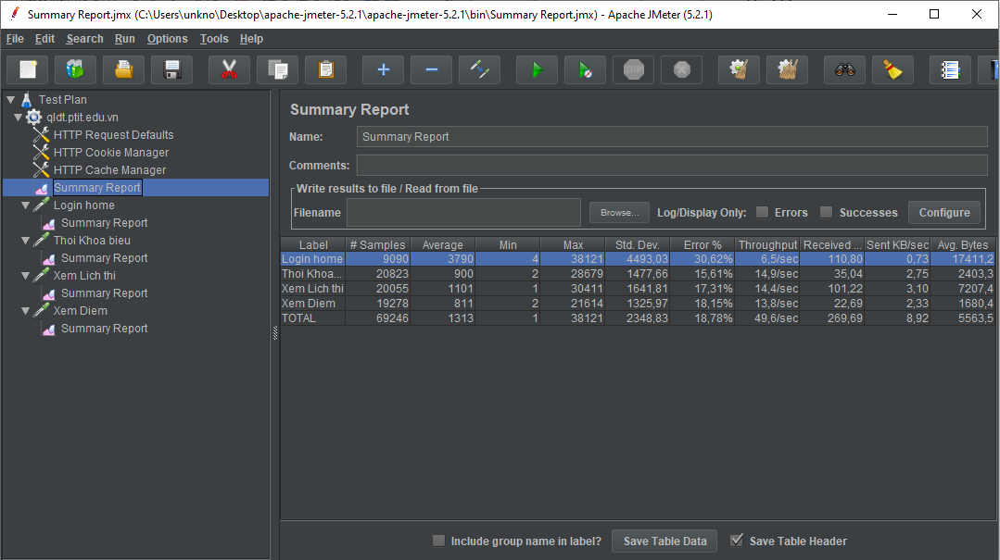 Summary Report.jmx (C:\Users\unkno\Desktop\apache-jmeter-5.2.1\apache-jmeter-5.2.1\bin\Summary Report.jmx) - Apache JMeter (5.2.1)
File Edit Search Run Options Tools Help
STOP
Test Plan
qldt.ptit.edu.vn
HTTP Request Defaults
HTTP Cookie Manager
HTTP Cache Manager
Summary Report
Login home
Summary Report
Thoi Khoa bieu
Summary Report
Xem Lich thi
Summary Report
Xem Diem
Summary Report
Summary Report
Name: Summary Report
Comments:
Write results to file / Read from file
Filename Browse... Log/Display Only: Errors Successes Configure
Label # Samples Average Min Max Std. Dev. Error % Throughput Received ... Sent KB/sec Avg. Bytes
Login home 9090 3790 4 38121 4493,03 30,62% 6,5/sec 110,80 0,73 17411,2
Thoi Khoa... 20823 900 2 28679 1477,66 15,61% 14,9/sec 35,04 2,75 2403,3
Xem Lich thi 20055 1101 1 30411 1641,81 17,31% 14,4/sec 101,22 3,10 7207,4
Xem Diem 19278 811 2 21614 1325,97 18,15% 13,8/sec 22,69 2,33 1680,4
TOTAL 69246 1313 1 38121 2348,83 18,78% 49,6/sec 269,69 8,92 5563,5
Include group name in label? Save Table Data Save Table Header